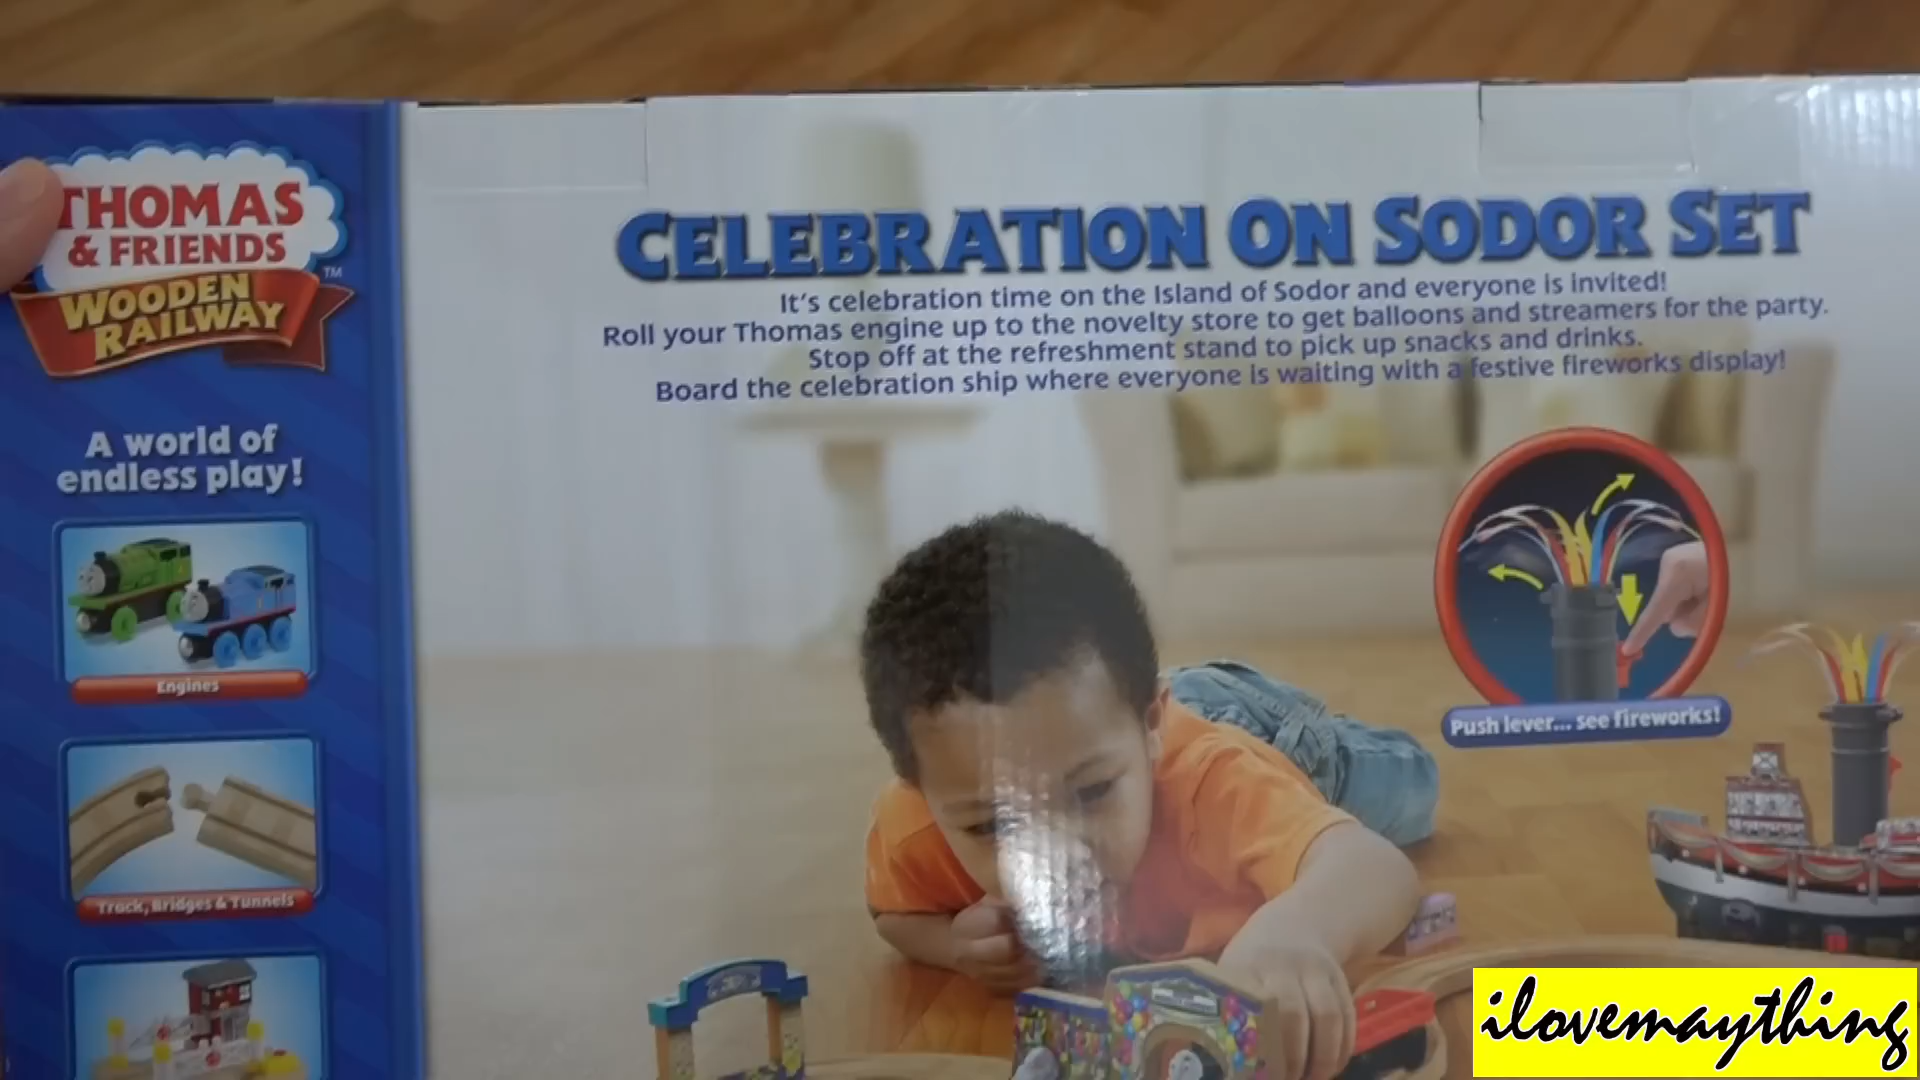 THOMAS
& FRIENDS
WOODEN
RAILWAY
TM
A world of
endless play!
Engines
Track, Bridges & Tunnels
CELEBRATION ON SODOR SET
It's celebration time on the Island of Sodor and everyone is invited!
Roll your Thomas engine up to the novelty store to get balloons and streamers for the party.
Stop off at the refreshment stand to pick up snacks and drinks.
Board the celebration ship where everyone is waiting with a festive fireworks display!
Push lever... see fireworks!
ilovemaything